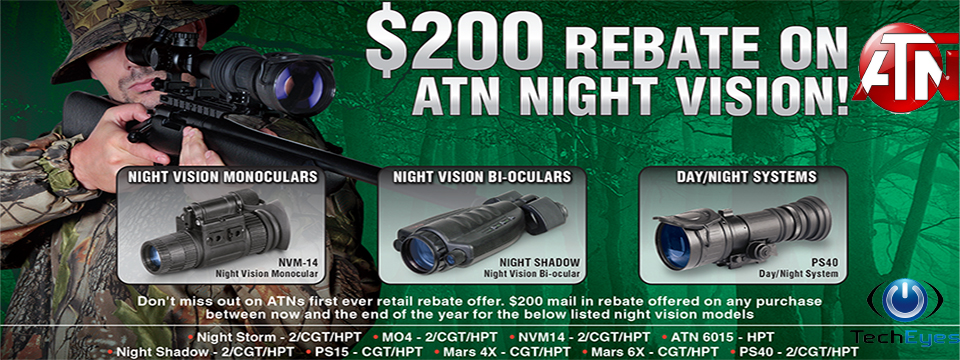 $200 REBATE ON
ATN NIGHT VISION!
ATN
NIGHT VISION MONOCULARS
NVM-14
Night Vision Monocular
NIGHT VISION BI-OCULARS
NIGHT SHADOW
Night Vision Bi-ocular
DAY/NIGHT SYSTEMS
PS40
Day/Night System
Don't miss out on ATNs first ever retail rebate offer. $200 mail in rebate offered on any purchase
between now and the end of the year for the below listed night vision models
• Night Storm - 2/CGT/HPT • MO4 - 2/CGT/HPT • NVM14 - 2/CGT/HPT • ATN 6015 - HPT
• Night Shadow - 2/CGT/HPT • PS15 - CGT/HPT • Mars 4X - CGT/HPT • Mars 6X - CGT/HPT • PS40 - 2/CGT/HPT
TechEyes